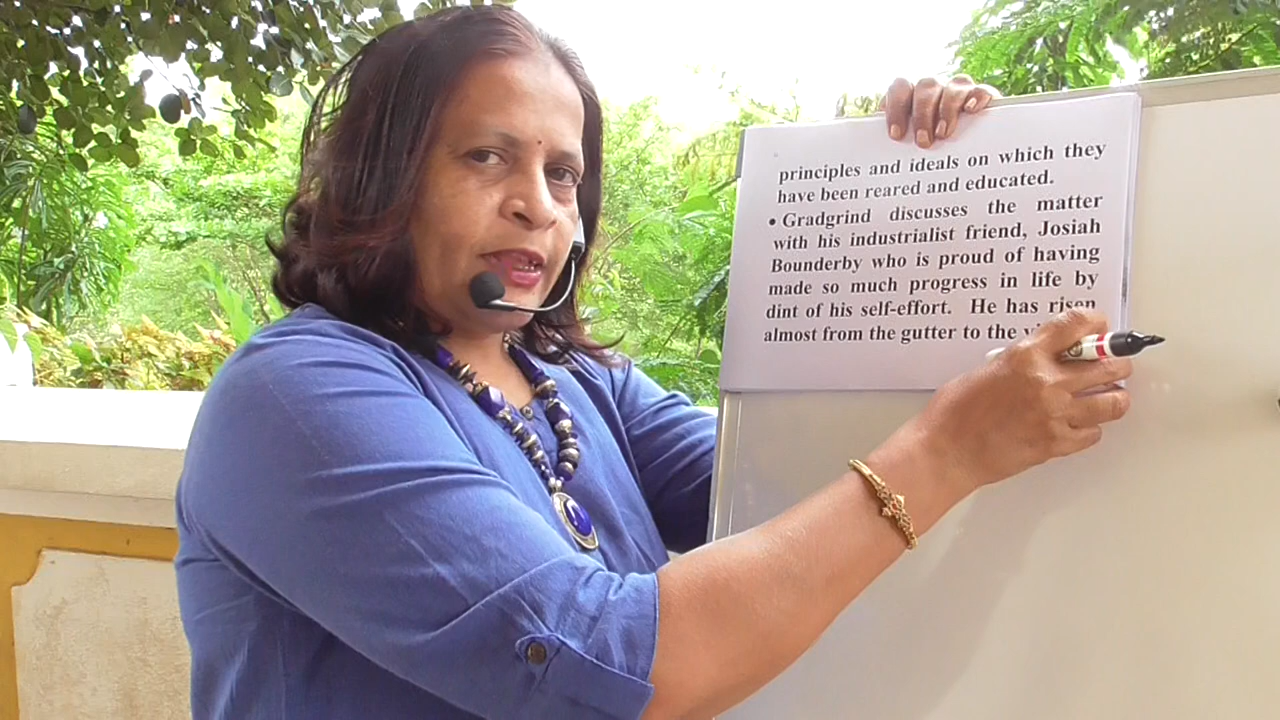 principles and ideals on which they
have been reared and educated.
• Gradgrind discusses the matter
with his industrialist friend, Josiah
Bounderby who is proud of having
made so much progress in life by
dint of his self-effort. He has risen
almost from the gutter to the